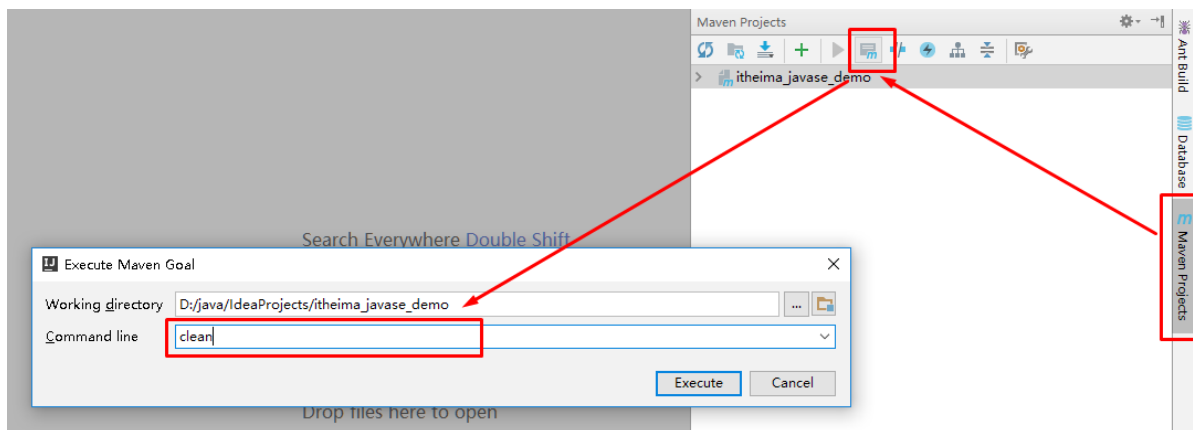 Maven Projects
itheima_javase_demo
Ant Build
Database
Maven Projects
Search Everywhere Double Shift
Execute Maven Goal
Working directory D:/java/IdeaProjects/itheima_javase_demo ...
Command line clean
Execute Cancel
Drop files here to open